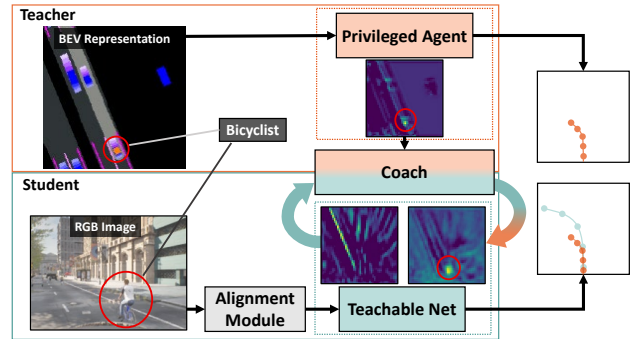 Teacher
BEV Representation
Privileged Agent
Bicyclist
Coach
Student
RGB Image
Alignment
Module
Teachable Net